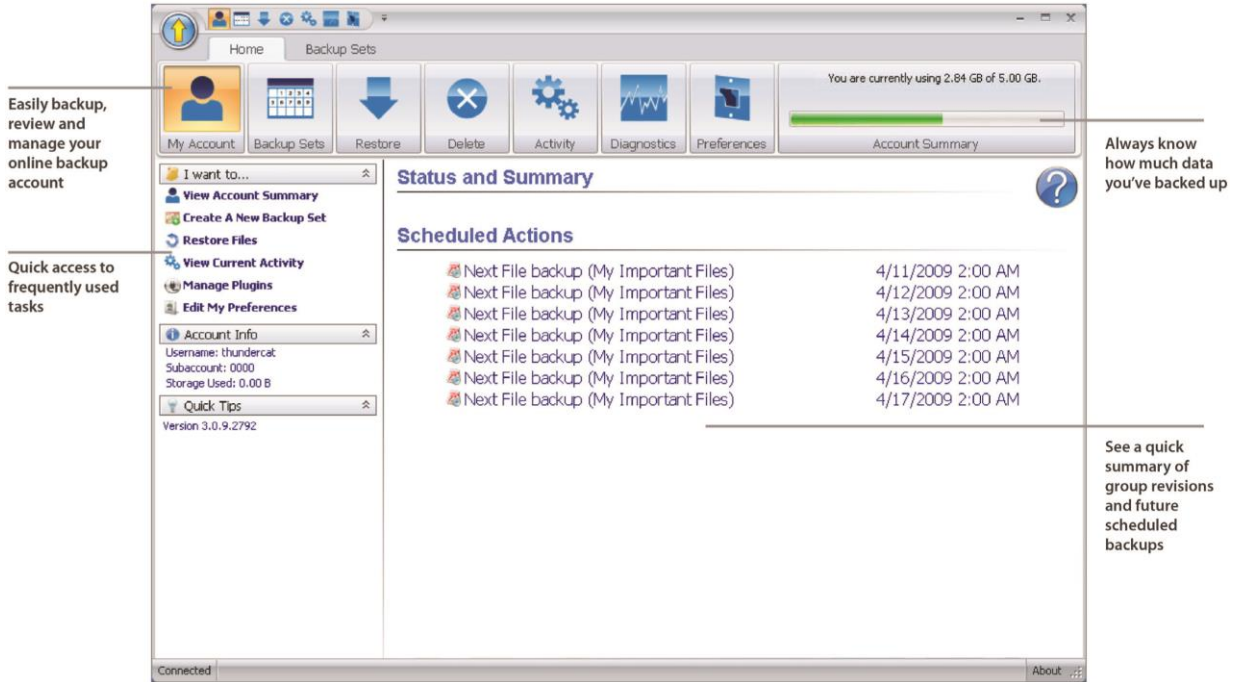 Home Backup Sets
You are currently using 2.84 GB of 5.00 GB.
My Account Backup Sets Restore Delete Activity Diagnostics Preferences Account Summary
Easily backup,
review and
manage your
online backup
account
Quick access to
frequently used
tasks
I want to...
View Account Summary
Create A New Backup Set
Restore Files
View Current Activity
Manage Plugins
Edit My Preferences
Account Info
Username: thundercat
Subaccount: 0000
Storage Used: 0.00 B
Quick Tips
Version 3.0.9.2792
Status and Summary
Scheduled Actions
Next File backup (My Important Files) 4/11/2009 2:00 AM
Next File backup (My Important Files) 4/12/2009 2:00 AM
Next File backup (My Important Files) 4/13/2009 2:00 AM
Next File backup (My Important Files) 4/14/2009 2:00 AM
Next File backup (My Important Files) 4/15/2009 2:00 AM
Next File backup (My Important Files) 4/16/2009 2:00 AM
Next File backup (My Important Files) 4/17/2009 2:00 AM
Always know
how much data
you've backed up
See a quick
summary of
group revisions
and future
scheduled
backups
Connected About